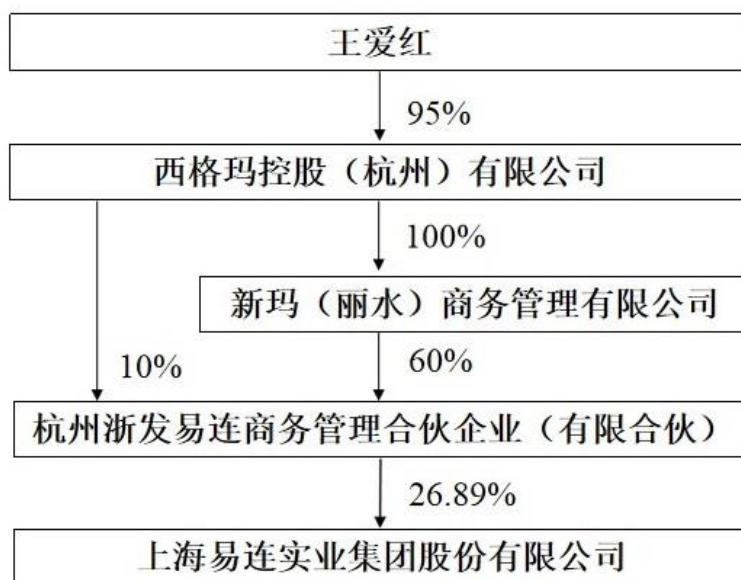 王爱红
95%
西格玛控股（杭州）有限公司
100%
新玛（丽水）商务管理有限公司
10%
60%
杭州浙发易连商务管理合伙企业（有限合伙）
26.89%
上海易连实业集团股份有限公司